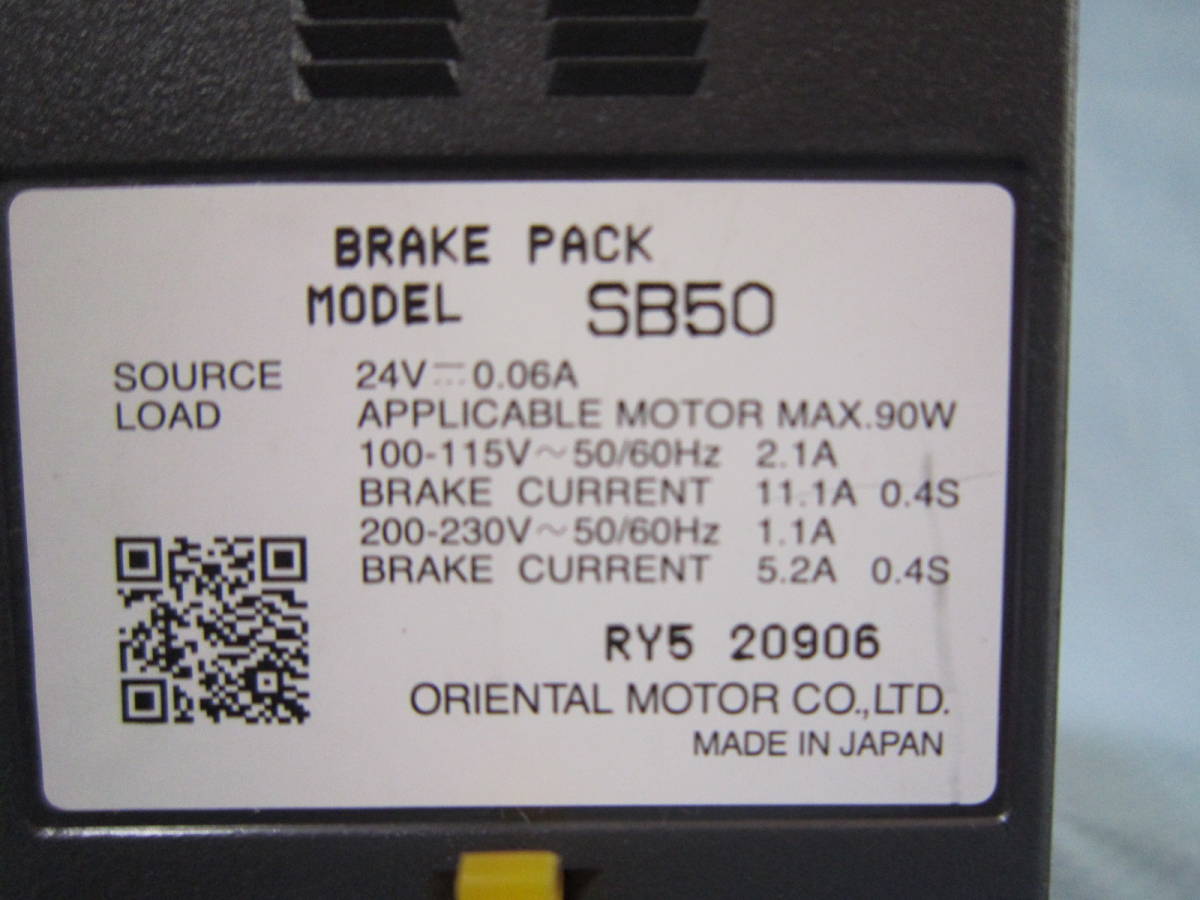 BRAKE PACK
MODEL SB50
SOURCE 24V⎓0.06A
LOAD APPLICABLE MOTOR MAX.90W
100-115V～50/60Hz 2.1A
BRAKE CURRENT 11.1A 0.4S
200-230V～50/60Hz 1.1A
BRAKE CURRENT 5.2A 0.4S
RY5 20906
ORIENTAL MOTOR CO.,LTD.
MADE IN JAPAN